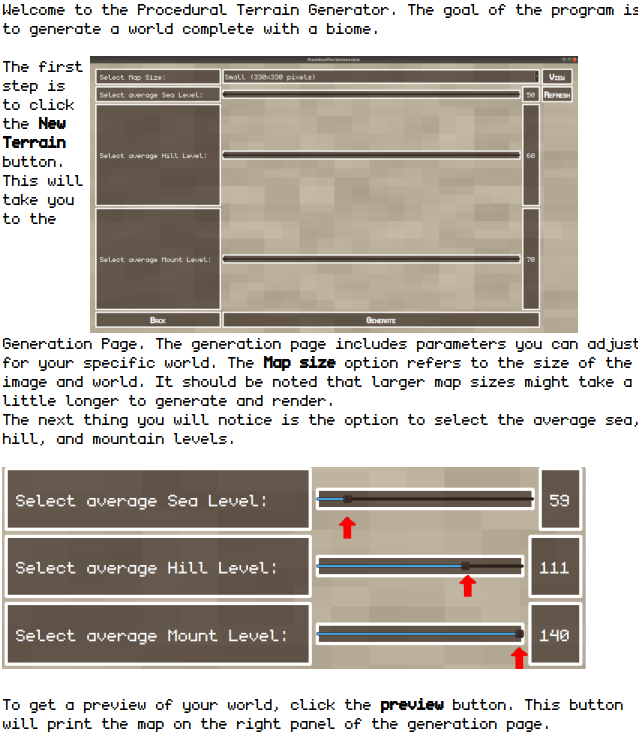 Welcome to the Procedural Terrain Generator. The goal of the program is
to generate a world complete with a biome.
The first
step is
to click
the New
Terrain
button.
This will
take you
to the
ProceduralTerrainGenerator
Select Map Size:
Small (330x330 pixels)
View
Select average Sea Level:
50
Refresh
Select average Hill Level:
60
Select average Mount Level:
70
Back
Generate
Generation Page. The generation page includes parameters you can adjust
for your specific world. The Map size option refers to the size of the
image and world. It should be noted that larger map sizes might take a
little longer to generate and render.
The next thing you will notice is the option to select the average sea,
hill, and mountain levels.
Select average Sea Level:
59
Select average Hill Level:
111
Select average Mount Level:
140
To get a preview of your world, click the preview button. This button
will print the map on the right panel of the generation page.